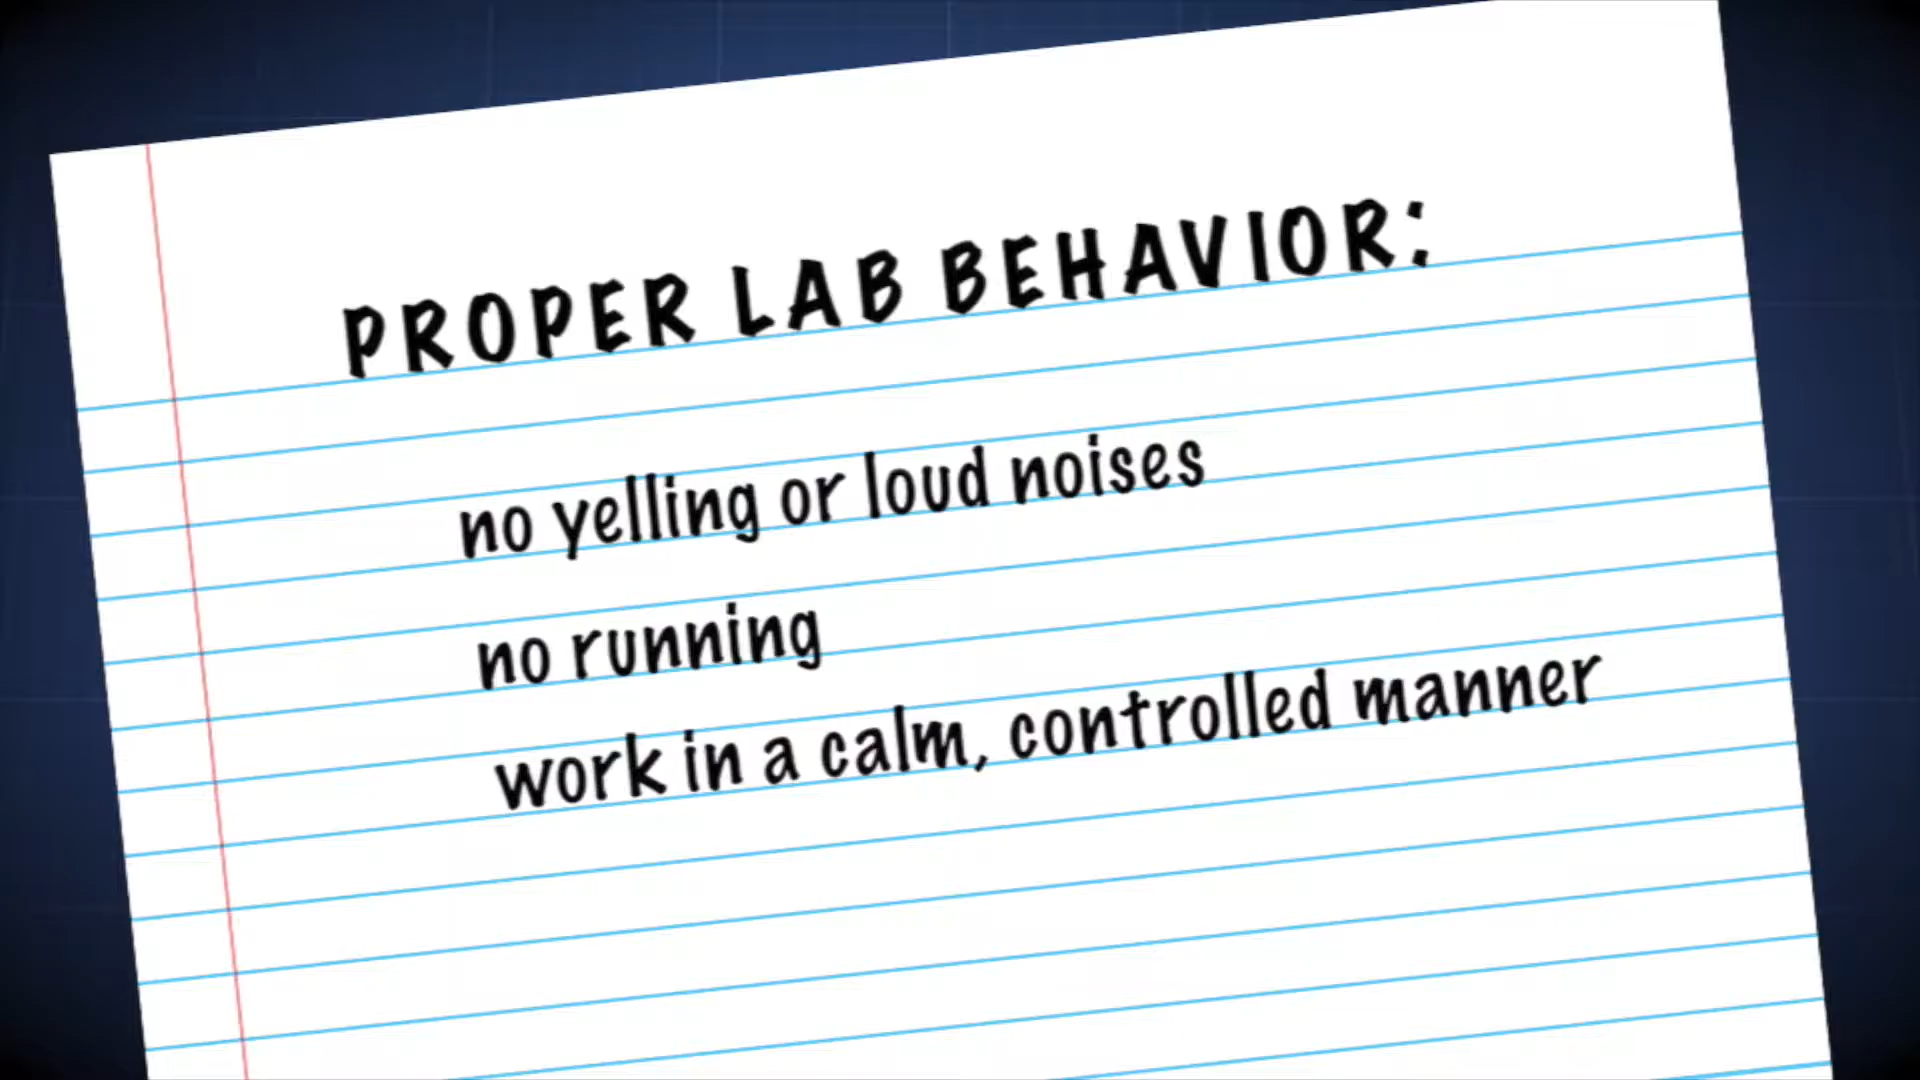 PROPER LAB BEHAVIOR:
no yelling or loud noises
no running
work in a calm, controlled manner